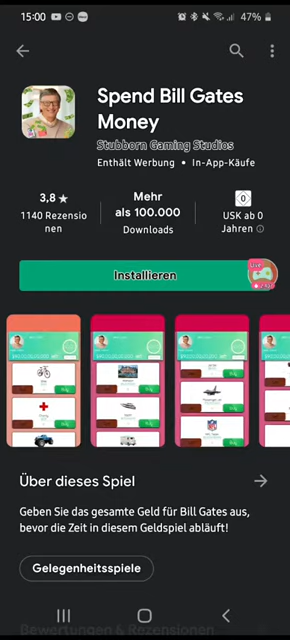 15:00
47%
Spend Bill Gates
Money
Stubborn Gaming Studios
Enthält Werbung • In-App-Käufe
3,8 ★
1140 Rezensio
nen
Mehr
als 100.000
Downloads
0
USK ab 0
Jahren
Installieren
Live
Über dieses Spiel
Geben Sie das gesamte Geld für Bill Gates aus,
bevor die Zeit in diesem Geldspiel abläuft!
Gelegenheitsspiele
Bewertungen & Rezensionen